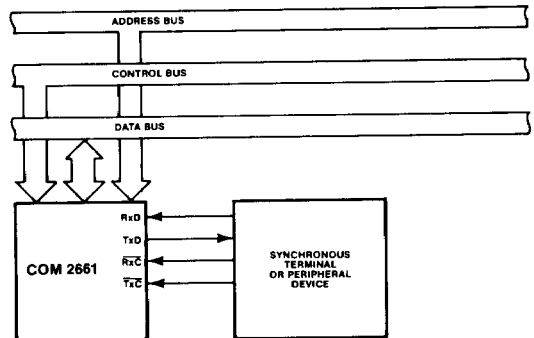 ADDRESS BUS
CONTROL BUS
DATA BUS
RxD
TxD
COM 2661
RxC
TxC
SYNCHRONOUS
TERMINAL
OR PERIPHERAL
DEVICE